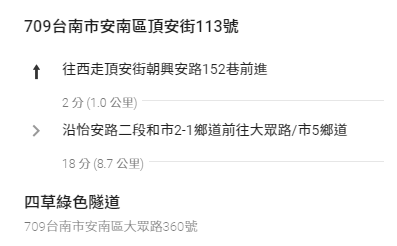 709台南市安南區頂安街113號
往西走頂安街朝興安路152巷前進
2 分 (1.0 公里)
沿怡安路二段和市2-1鄉道前往大眾路/市5鄉道
18 分 (8.7 公里)
四草綠色隧道
709台南市安南區大眾路360號